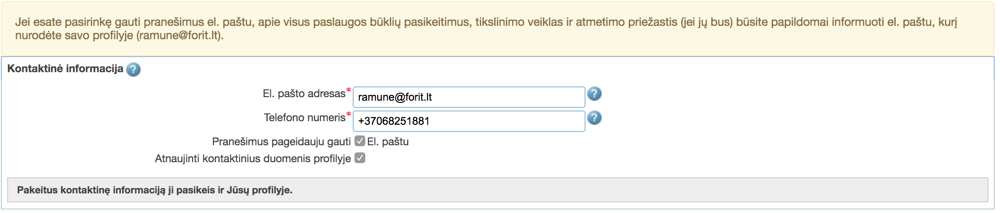 Jei esate pasirinkę gauti pranešimus el. paštu, apie visus paslaugos būklių pasikeitimus, tikslinimo veiklas ir atmetimo priežastis (jei jų bus) būsite papildomai informuoti el. paštu, kurį
nurodėte savo profilyje (ramune@forit.lt).
Kontaktinė informacija ?
El. pašto adresas* ramune@forit.lt ?
Telefono numeris* +37068251881 ?
Pranešimus pageidauju gauti El. paštu
Atnaujinti kontaktinius duomenis profilyje
Pakeitus kontaktinę informaciją ji pasikeis ir Jūsų profilyje.